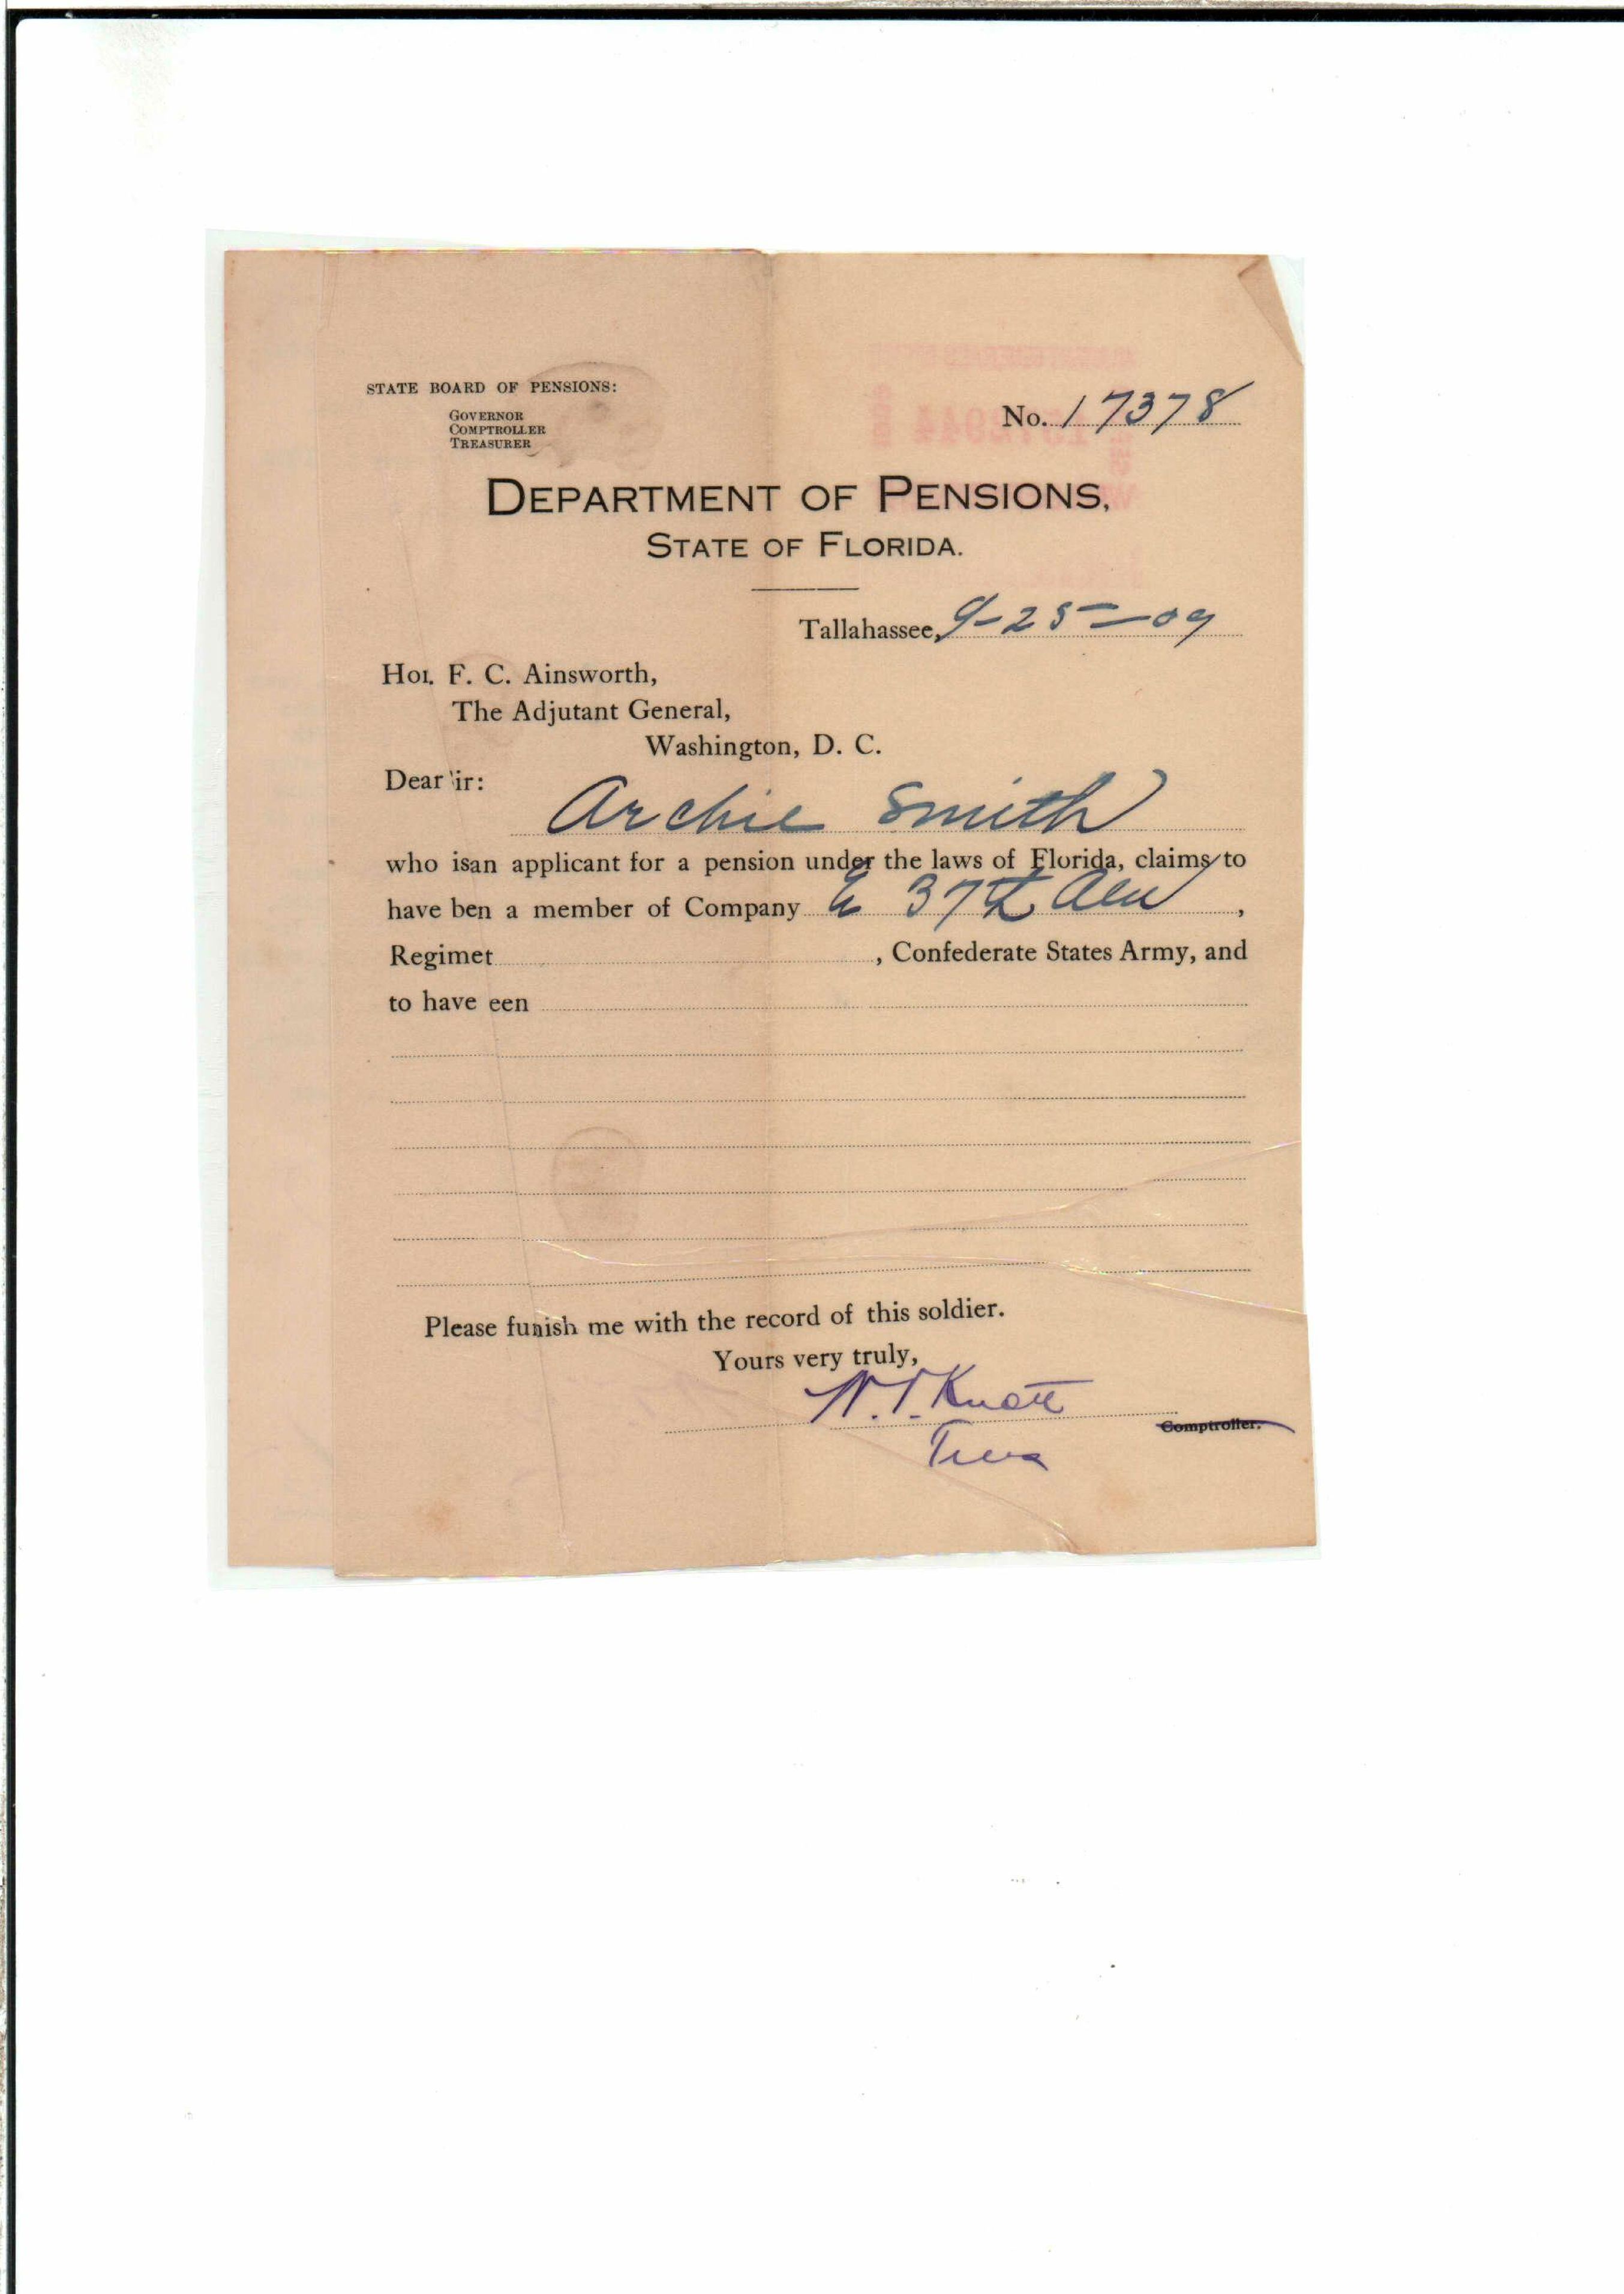 STATE BOARD OF PENSIONS:
GOVERNOR
COMPTROLLER
TREASURER
No. 17378
DEPARTMENT OF PENSIONS,
STATE OF FLORIDA.
Tallahassee, 9-25-09
Hon. F. C. Ainsworth,
The Adjutant General,
Washington, D. C.
Dear ir:
Archie Smith
who is an applicant for a pension under the laws of Florida, claims to
have ben a member of Company 37th ,
Regimet , Confederate States Army, and
to have een
Please funish me with the record of this soldier.
Yours very truly,
W.V. Knott
Comptroller.
Treas